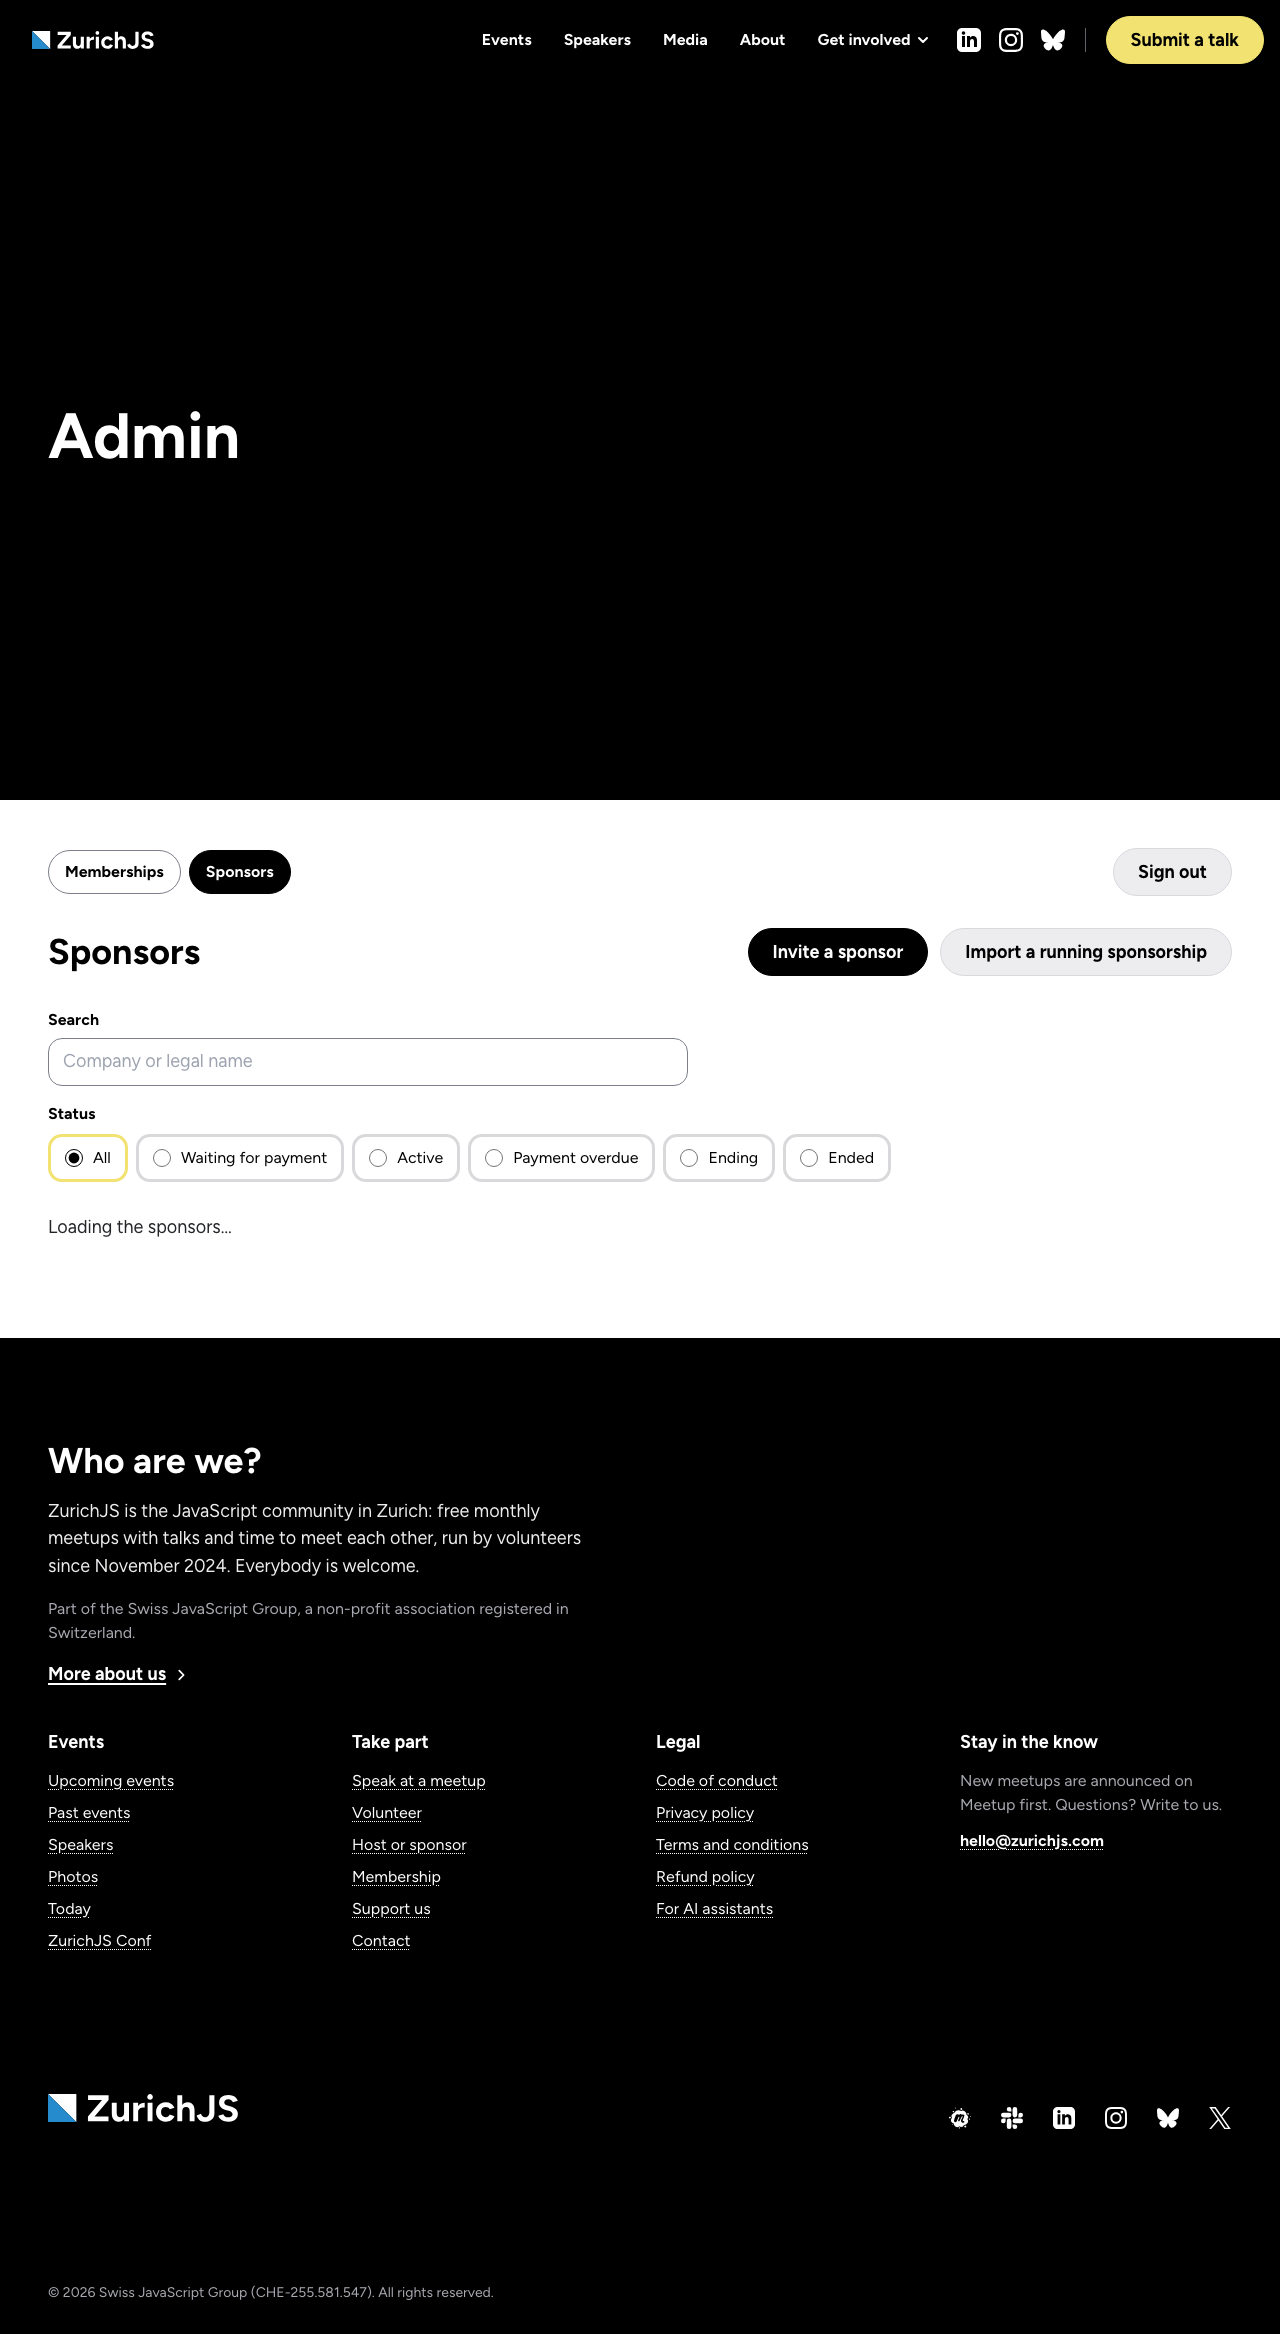 ZurichJS
Events
Speakers
Media
About
Get involved
Submit a talk
Admin
Memberships
Sponsors
Sign out
Sponsors
Invite a sponsor
Import a running sponsorship
Search
Company or legal name
Status
All
Waiting for payment
Active
Payment overdue
Ending
Ended
Loading the sponsors...
Who are we?
ZurichJS is the JavaScript community in Zurich: free monthly
meetups with talks and time to meet each other, run by volunteers
since November 2024. Everybody is welcome.
Part of the Swiss JavaScript Group, a non-profit association registered in
Switzerland.
More about us
Events
Upcoming events
Past events
Speakers
Photos
Today
ZurichJS Conf
Take part
Speak at a meetup
Volunteer
Host or sponsor
Membership
Support us
Contact
Legal
Code of conduct
Privacy policy
Terms and conditions
Refund policy
For AI assistants
Stay in the know
New meetups are announced on
Meetup first. Questions? Write to us.
hello@zurichjs.com
ZurichJS
© 2026 Swiss JavaScript Group (CHE-255.581.547). All rights reserved.